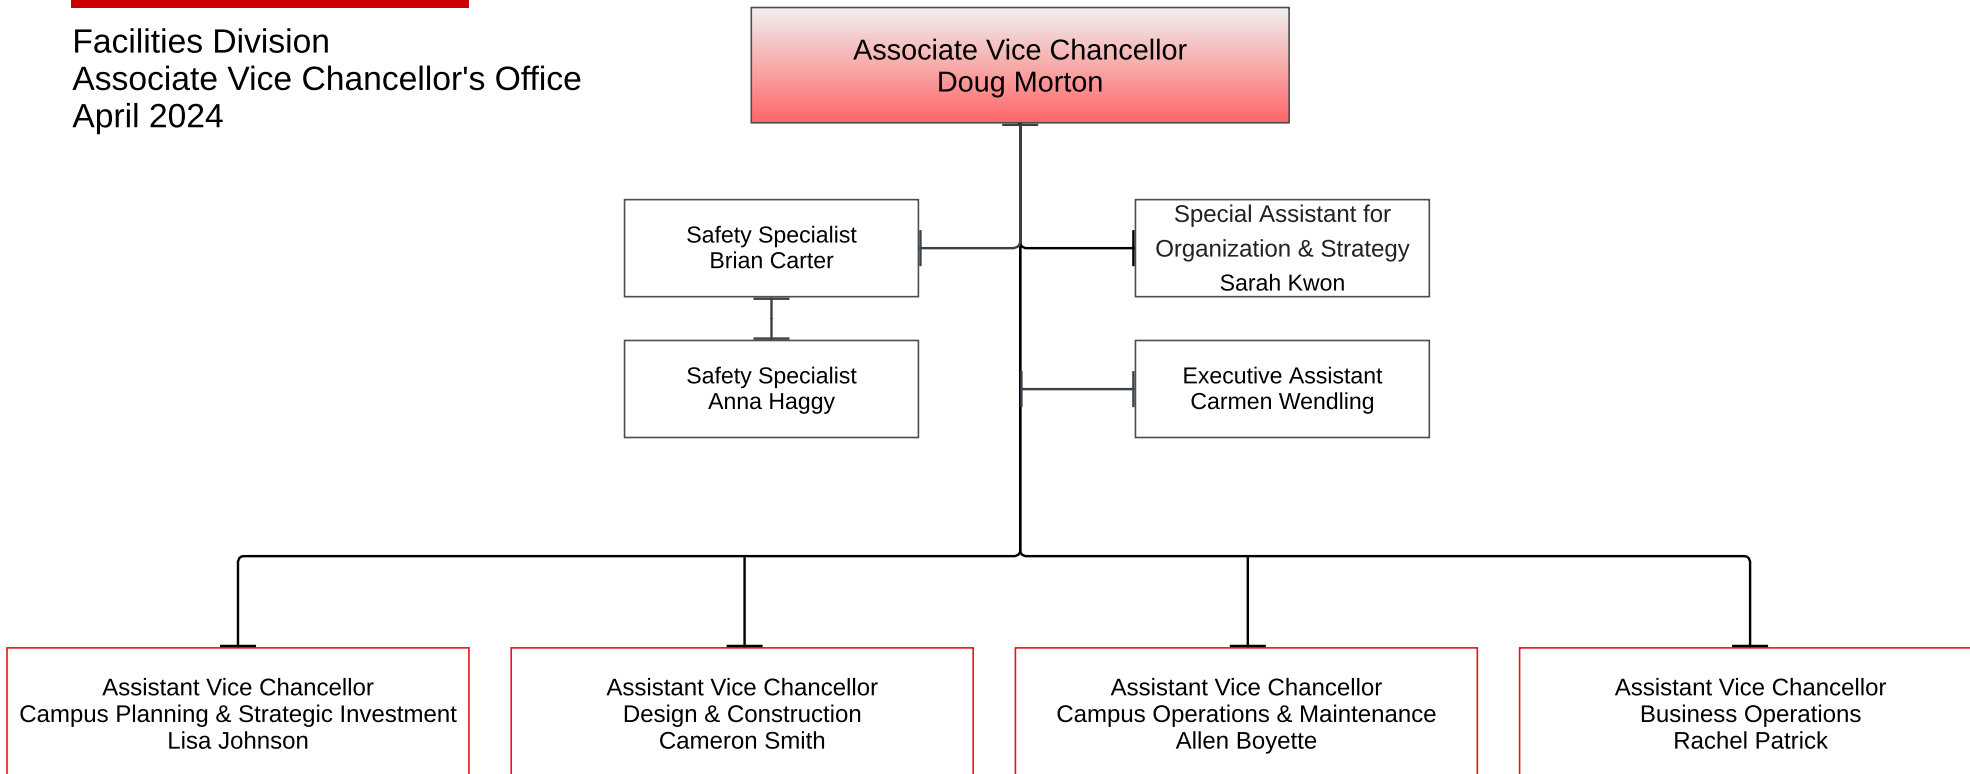 Facilities Division
Associate Vice Chancellor's Office
April 2024
Associate Vice Chancellor
Doug Morton
Safety Specialist
Brian Carter
Special Assistant for
Organization & Strategy
Sarah Kwon
Safety Specialist
Anna Haggy
Executive Assistant
Carmen Wendling
Assistant Vice Chancellor
Campus Planning & Strategic Investment
Lisa Johnson
Assistant Vice Chancellor
Design & Construction
Cameron Smith
Assistant Vice Chancellor
Campus Operations & Maintenance
Allen Boyette
Assistant Vice Chancellor
Business Operations
Rachel Patrick